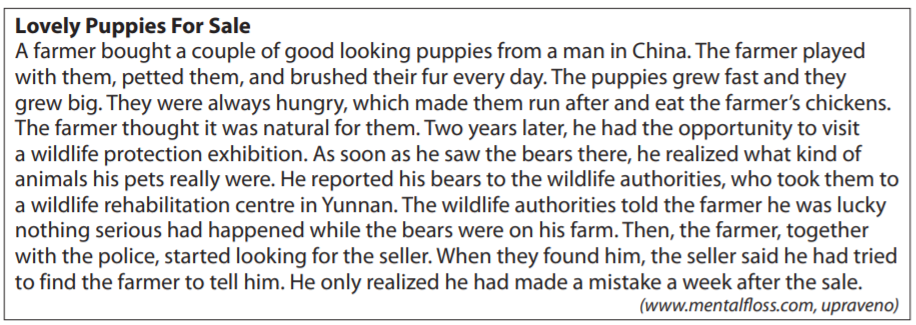 Lovely Puppies For Sale
A farmer bought a couple of good looking puppies from a man in China. The farmer played
with them, petted them, and brushed their fur every day. The puppies grew fast and they
grew big. They were always hungry, which made them run after and eat the farmer’s chickens.
The farmer thought it was natural for them. Two years later, he had the opportunity to visit
a wildlife protection exhibition. As soon as he saw the bears there, he realized what kind of
animals his pets really were. He reported his bears to the wildlife authorities, who took them to
a wildlife rehabilitation centre in Yunnan. The wildlife authorities told the farmer he was lucky
nothing serious had happened while the bears were on his farm. Then, the farmer, together
with the police, started looking for the seller. When they found him, the seller said he had tried
to find the farmer to tell him. He only realized he had made a mistake a week after the sale.
(www.mentalfloss.com, upraveno)